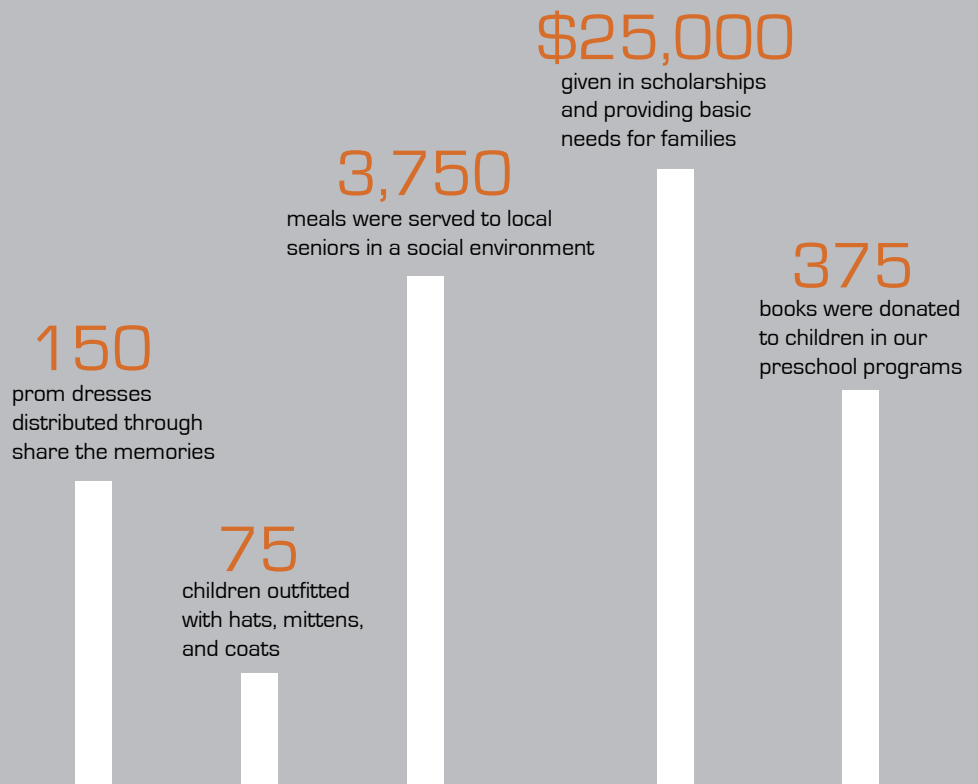 150
prom dresses
distributed through
share the memories
75
children outfitted
with hats, mittens,
and coats
3,750
meals were served to local
seniors in a social environment
$25,000
given in scholarships
and providing basic
needs for families
375
books were donated
to children in our
preschool programs